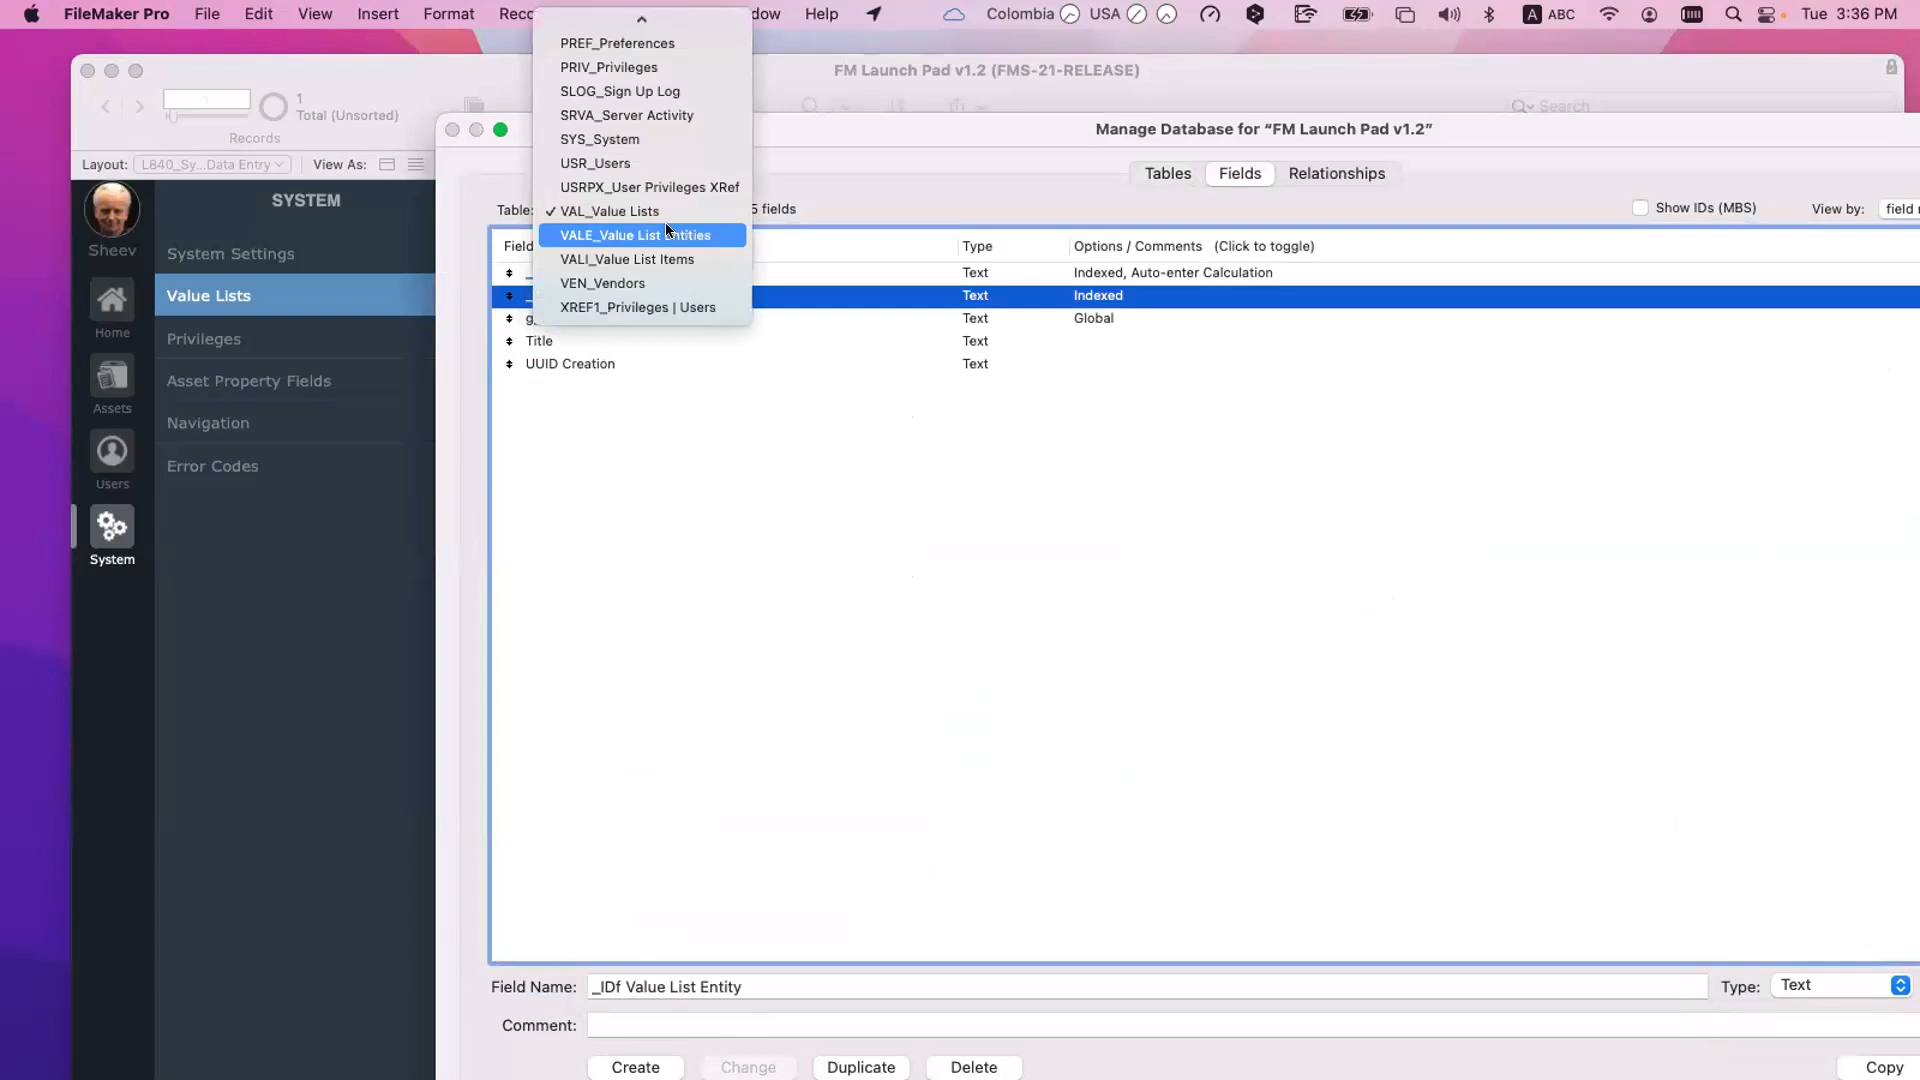 FileMaker Pro File Edit View Insert Format Help Colombia USA A ABC Tue 3:36 PM
FM Launch Pad v1.2 (FMS-21-RELEASE)
1
Total (Unsorted)
Records
Search
Layout: L840_Sy...Data Entry View As:
Manage Database for “FM Launch Pad v1.2”
Tables Fields Relationships
Table: 5 fields Show IDs (MBS) View by:
PREF_Preferences
PRIV_Privileges
SLOG_Sign Up Log
SRVA_Server Activity
SYS_System
USR_Users
USRPX_User Privileges XRef
✓ VAL_Value Lists
VALE_Value List Entities
VALI_Value List Items
VEN_Vendors
XREF1_Privileges | Users
Sheev
Home
Assets
Users
System
SYSTEM
System Settings
Value Lists
Privileges
Asset Property Fields
Navigation
Error Codes
Field Type Options / Comments (Click to toggle)
Text Indexed, Auto-enter Calculation
Text Indexed
Text Global
Title Text
UUID Creation Text
Field Name: _IDf Value List Entity Type: Text
Comment:
Create Change Duplicate Delete Copy